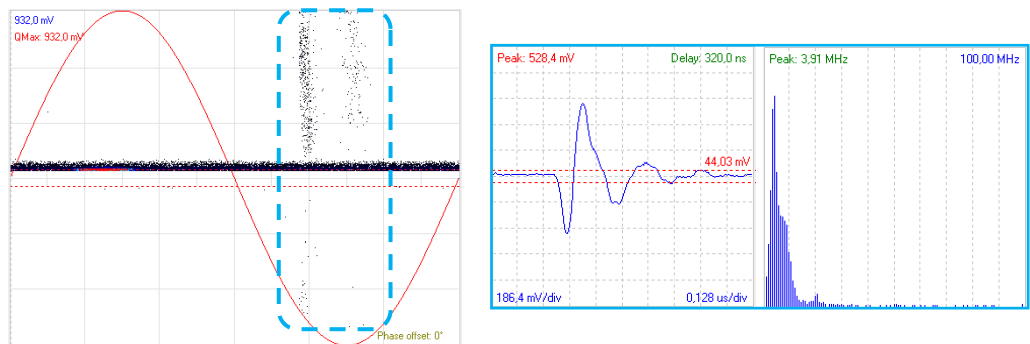 932,0 mV
QMax: 932,0 mV
Phase offset: 0°
Peak: 528,4 mV
Delay: 320,0 ns
44,03 mV
186,4 mV/div
0,128 us/div
Peak: 3,91 MHz
100,00 MHz